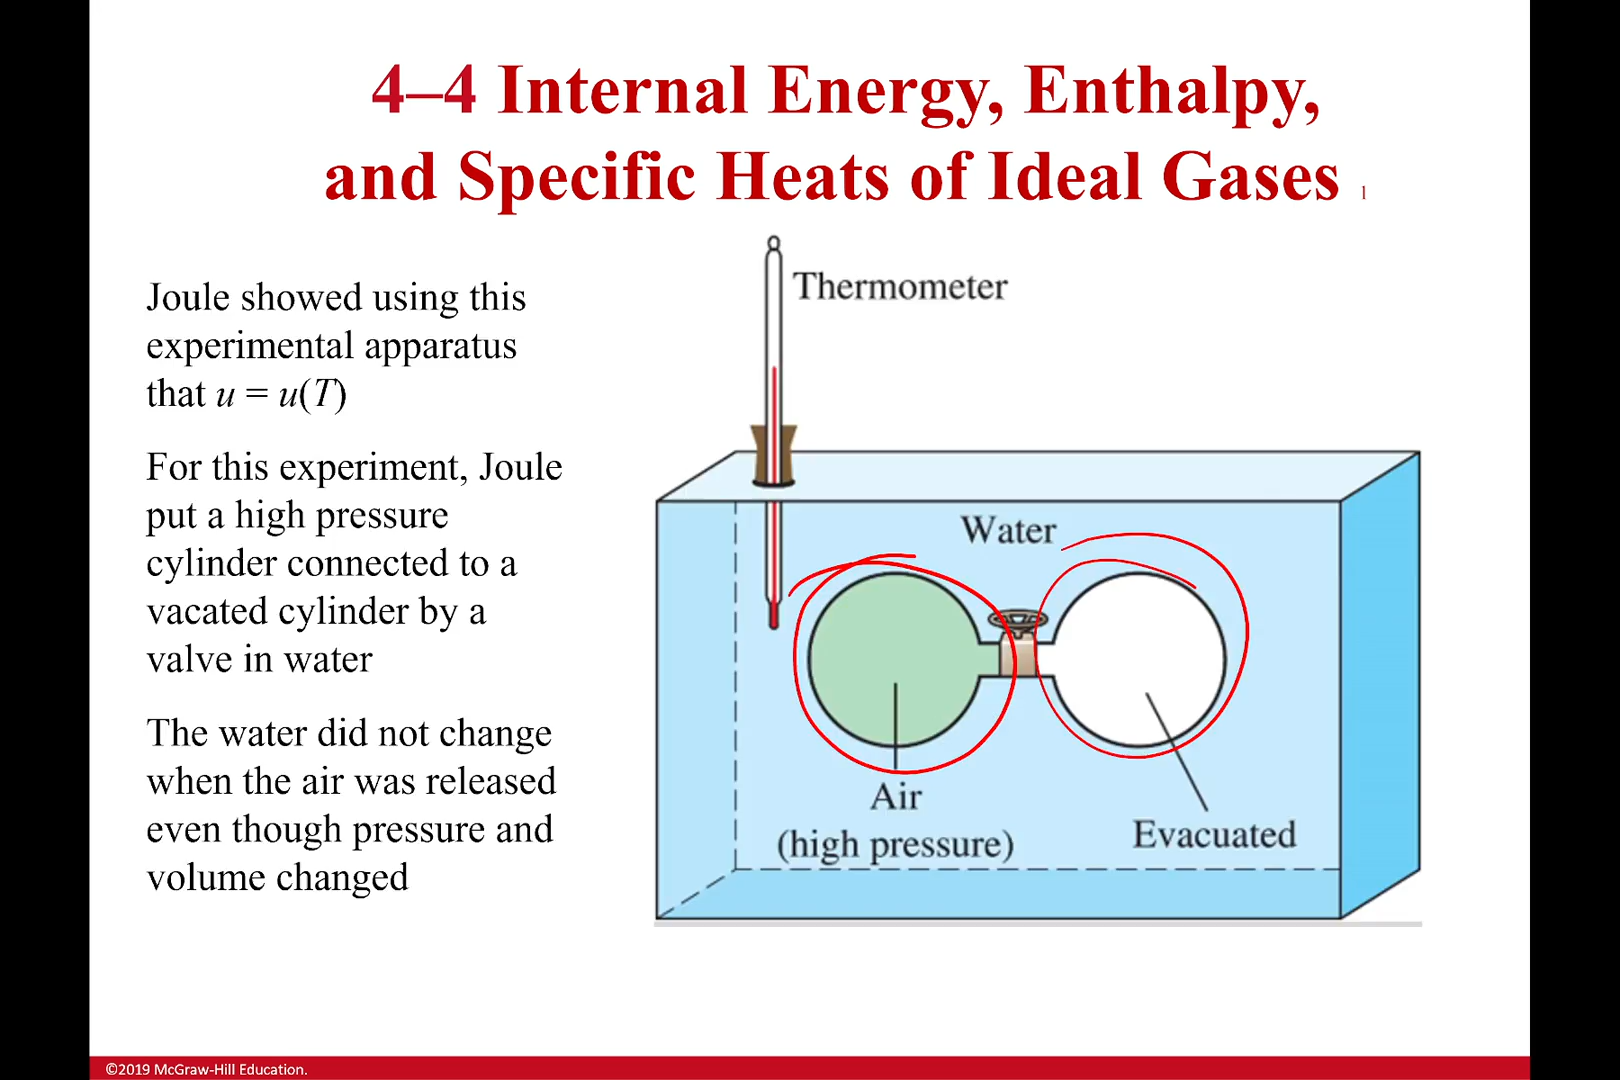 4–4 Internal Energy, Enthalpy,
and Specific Heats of Ideal Gases 1
Joule showed using this
experimental apparatus
that u = u(T)
For this experiment, Joule
put a high pressure
cylinder connected to a
vacated cylinder by a
valve in water
The water did not change
when the air was released
even though pressure and
volume changed
Thermometer
Water
Air
(high pressure)
Evacuated
©2019 McGraw-Hill Education.